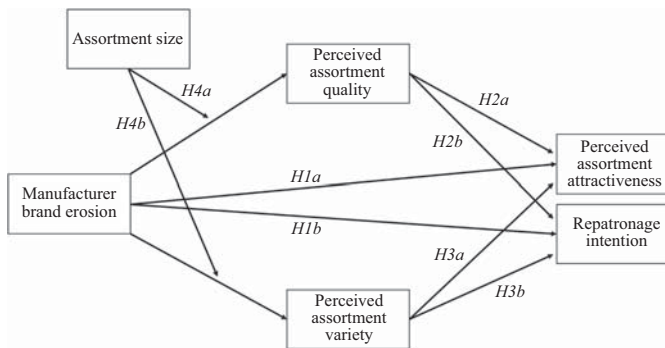 Assortment size
Perceived
assortment
quality
H4a
H2a
H4b
H2b
Perceived
assortment
attractiveness
H1a
Manufacturer
brand erosion
H1b
Repatronage
intention
H3a
H3b
Perceived
assortment
variety